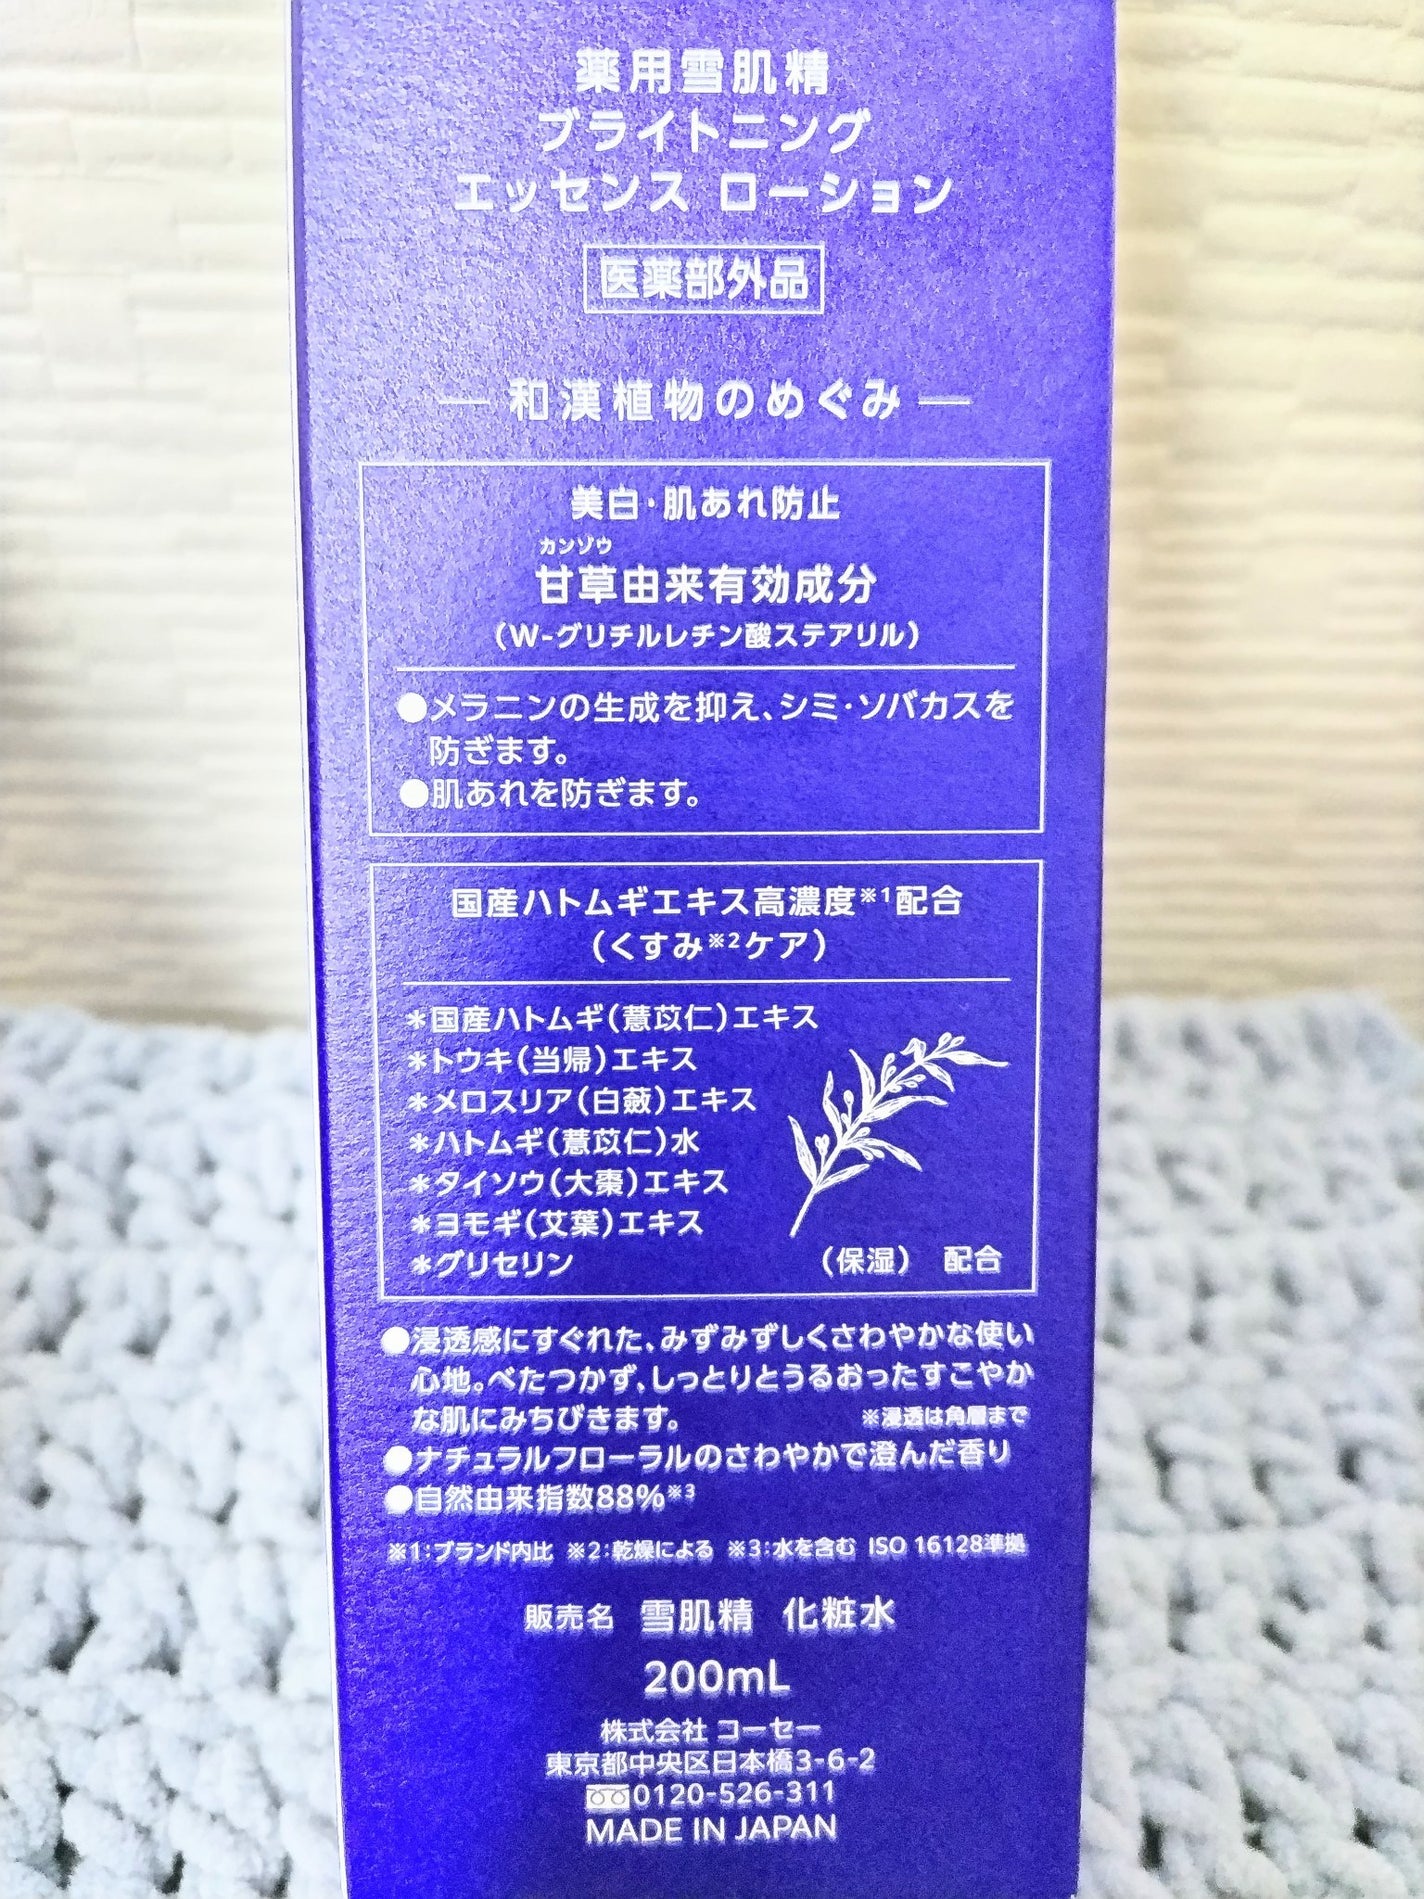 薬用雪肌精
ブライトニング
エッセンス ローション
医薬部外品
和漢植物のめぐみ
美白・肌あれ防止
カンゾウ
甘草由来有効成分
（W-グリチルレチン酸ステアリル）
●メラニンの生成を抑え、シミ・ソバカスを
防ぎます。
●肌あれを防ぎます。
国産ハトムギエキス高濃度※1配合
（くすみ※2ケア）
＊国産ハトムギ（薏苡仁）エキス
＊トウキ（当帰）エキス
＊メロスリア（白蘞）エキス
＊ハトムギ（薏苡仁）水
＊タイソウ（大棗）エキス
＊ヨモギ（艾葉）エキス
＊グリセリン （保湿） 配合
●浸透感にすぐれた、みずみずしくさわやかな使い
心地。べたつかず、しっとりとうるおったすこやか
な肌にみちびきます。 ※浸透は角層まで
●ナチュラルフローラルのさわやかで澄んだ香り
●自然由来指数88%※3
※1：ブランド内比 ※2：乾燥による ※3：水を含む ISO 16128準拠
販売名 雪肌精 化粧水
200mL
株式会社 コーセー
東京都中央区日本橋3-6-2
0120-526-311
MADE IN JAPAN